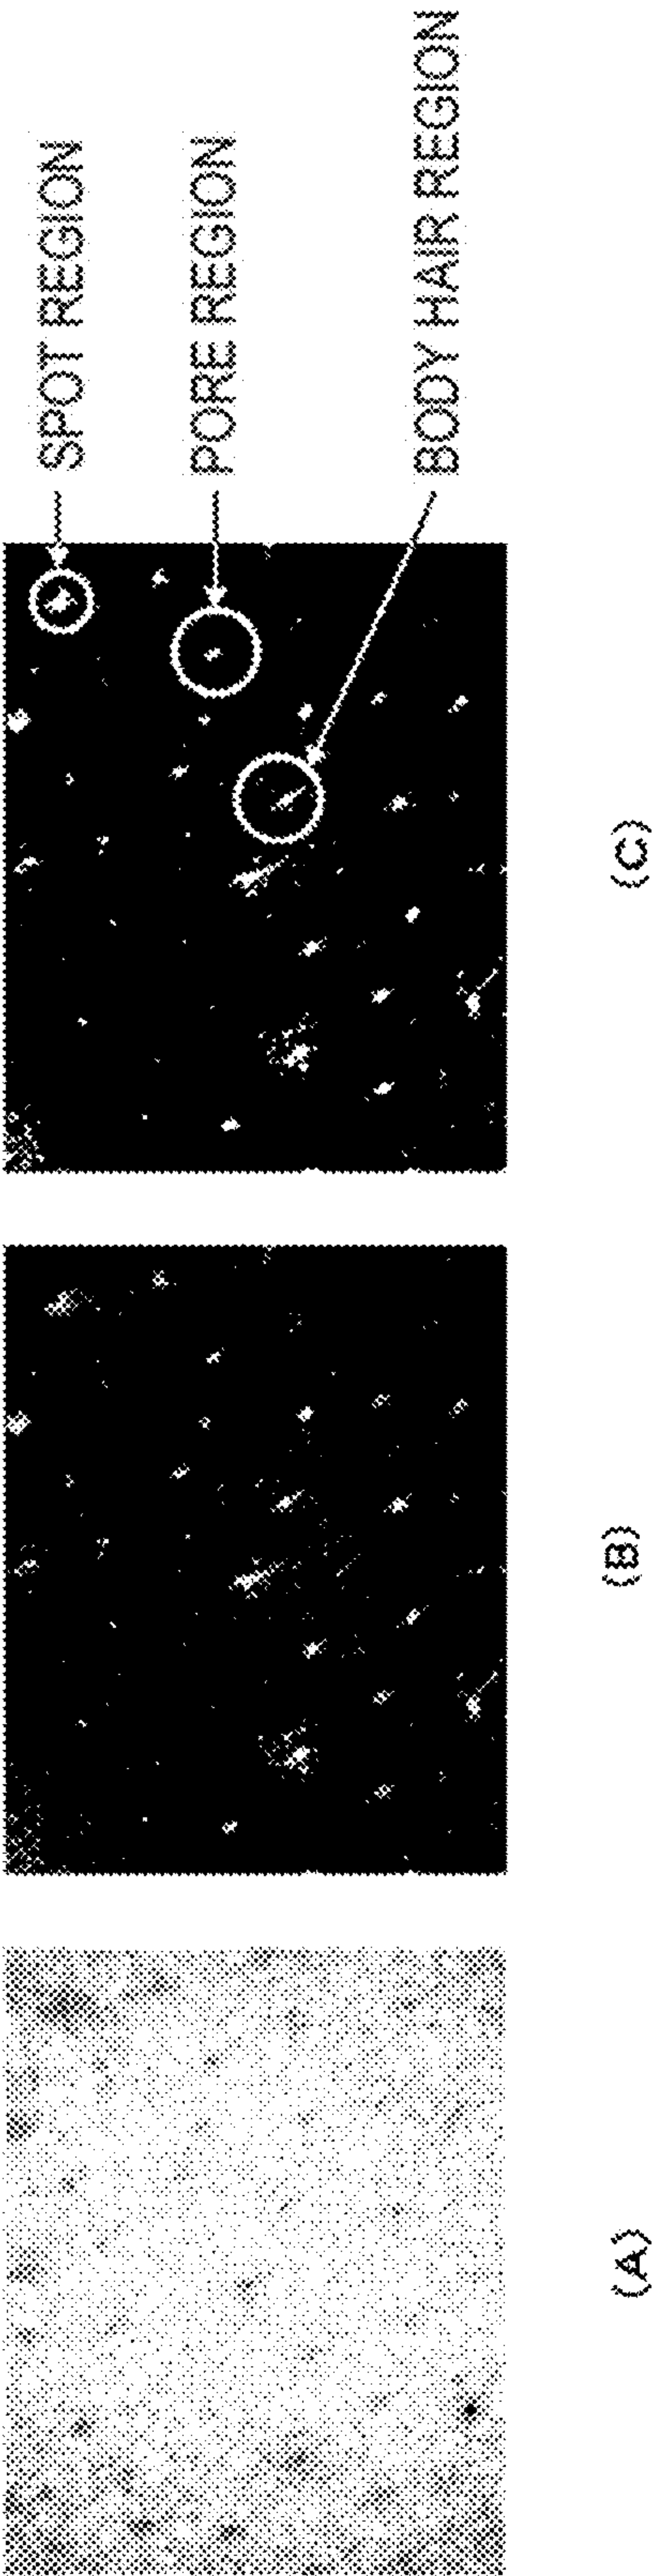 (A)
(B)
(C)
SPOT REGION
PORE REGION
BODY HAIR REGION